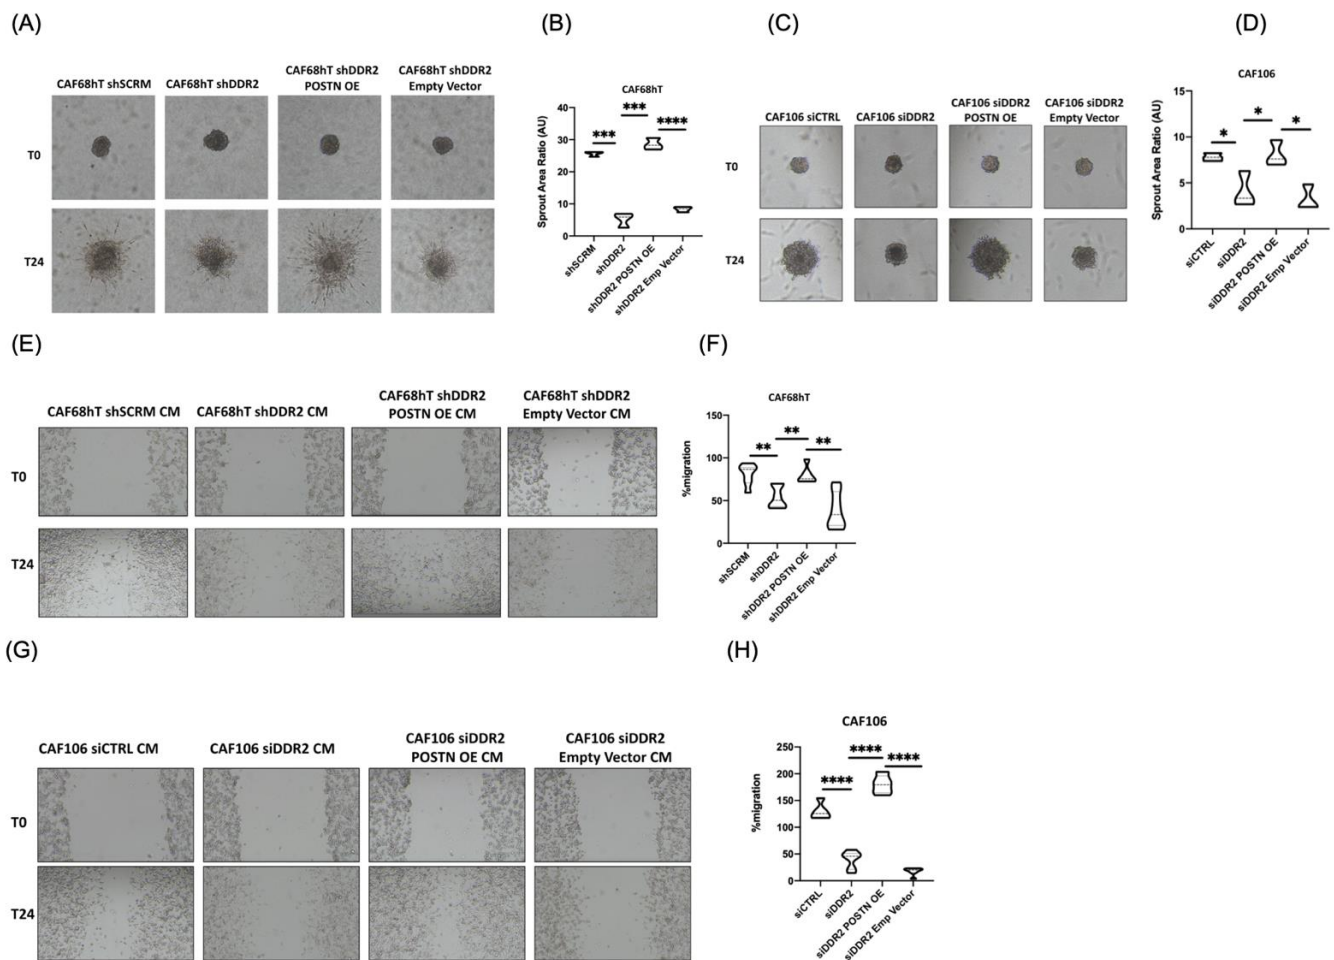 (A)
CAF68hT shSCRM
CAF68hT shDDR2
CAF68hT shDDR2
POSTN OE
CAF68hT shDDR2
Empty Vector
T0
T24
(B)
CAF68hT
Sprout Area Ratio (AU)
40
30
20
10
0
***
***
****
shSCRM
shDDR2
shDDR2 POSTN OE
shDDR2 Emp Vector
(C)
CAF106 siCTRL
CAF106 siDDR2
CAF106 siDDR2
POSTN OE
CAF106 siDDR2
Empty Vector
T0
T24
(D)
CAF106
Sprout Area Ratio (AU)
15
10
5
0
*
*
*
siCTRL
siDDR2
siDDR2 POSTN OE
siDDR2 Emp Vector
(E)
CAF68hT shSCRM CM
CAF68hT shDDR2 CM
CAF68hT shDDR2
POSTN OE CM
CAF68hT shDDR2
Empty Vector CM
T0
T24
(F)
CAF68hT
%migration
150
100
50
0
**
**
**
shSCRM
shDDR2
shDDR2 POSTN OE
shDDR2 Emp Vector
(G)
CAF106 siCTRL CM
CAF106 siDDR2 CM
CAF106 siDDR2
POSTN OE CM
CAF106 siDDR2
Empty Vector CM
T0
T24
(H)
CAF106
%migration
250
200
150
100
50
0
****
****
****
siCTRL
siDDR2
siDDR2 POSTN OE
siDDR2 Emp Vector